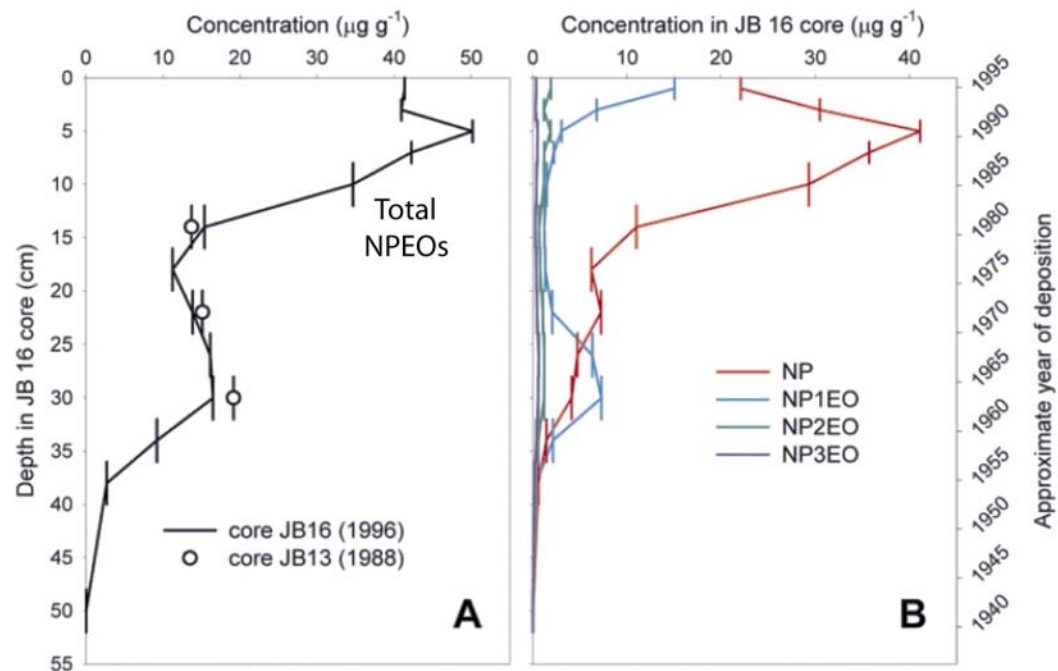 Concentration (μg g⁻¹)
0 10 20 30 40 50
Depth in JB 16 core (cm)
0
5
10
15
20
25
30
35
40
45
50
55
Total
NPEOs
core JB16 (1996)
core JB13 (1988)
A
Concentration in JB 16 core (μg g⁻¹)
0 10 20 30 40
NP
NP1EO
NP2EO
NP3EO
B
1995
1990
1985
1980
1975
1970
1965
1960
1955
1950
1945
1940
Approximate year of deposition